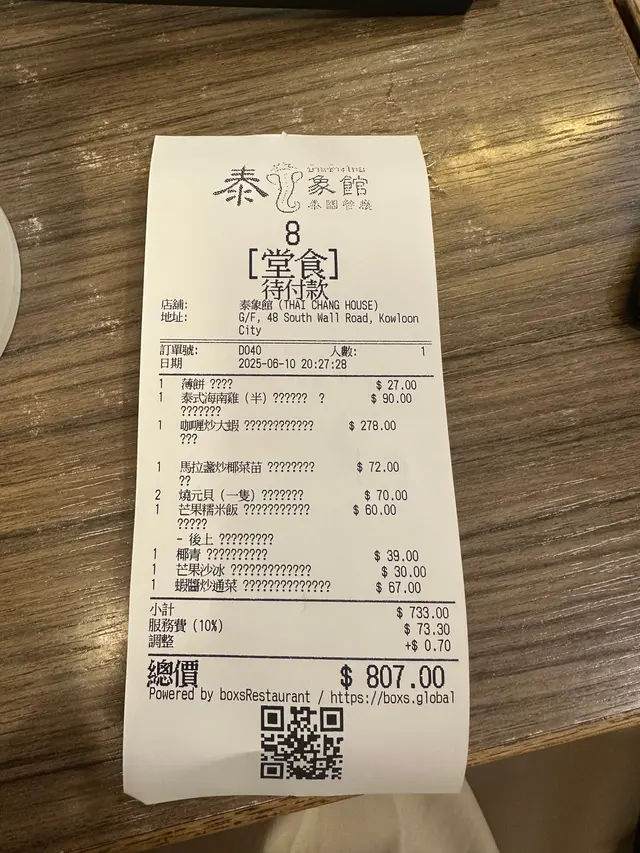 泰象館
泰國餐廳
8
[堂食]
待付款
店舖: 泰象館 (THAI CHANG HOUSE)
地址: G/F, 48 South Wall Road, Kowloon
City
訂單號: D040 人數: 1
日期 2025-06-10 20:27:28
1 薄餅 ???? $ 27.00
1 泰式海南雞 (半) ?????? ? $ 90.00
???????
1 咖喱炒大蝦 ???????????? $ 278.00
???
1 馬拉盞炒椰菜苗 ???????? $ 72.00
??
2 燒元貝 (一隻) ??????? $ 70.00
1 芒果糯米飯 ??????????? $ 60.00
?????
- 後上 ?????????
1 椰青 ?????????? $ 39.00
1 芒果沙冰 ????????????? $ 30.00
1 蝦醬炒通菜 ?????????????? $ 67.00
小計 $ 733.00
服務費 (10%) $ 73.30
調整 +$ 0.70
總價 $ 807.00
Powered by boxsRestaurant / https://boxs.global